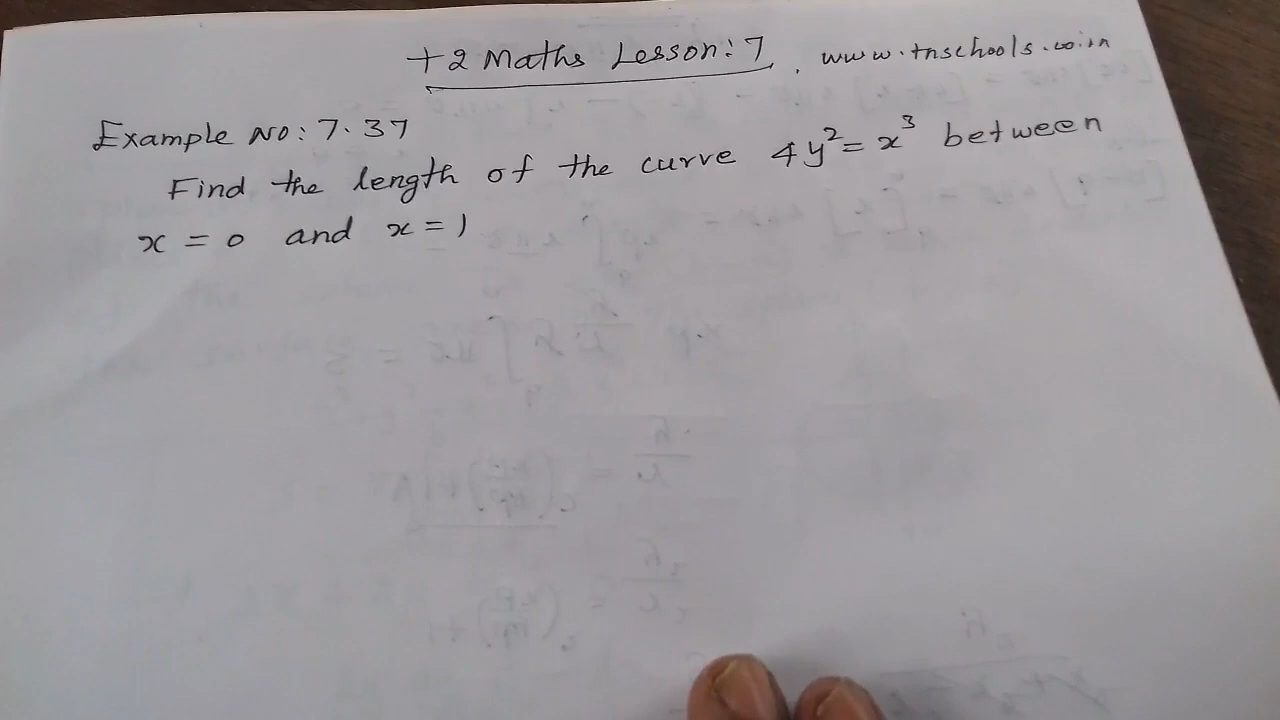 +2 Maths Lesson: 7, www.tnschools.co.in
Example No: 7.37
Find the length of the curve 4y² = x³ between
x = 0 and x = 1